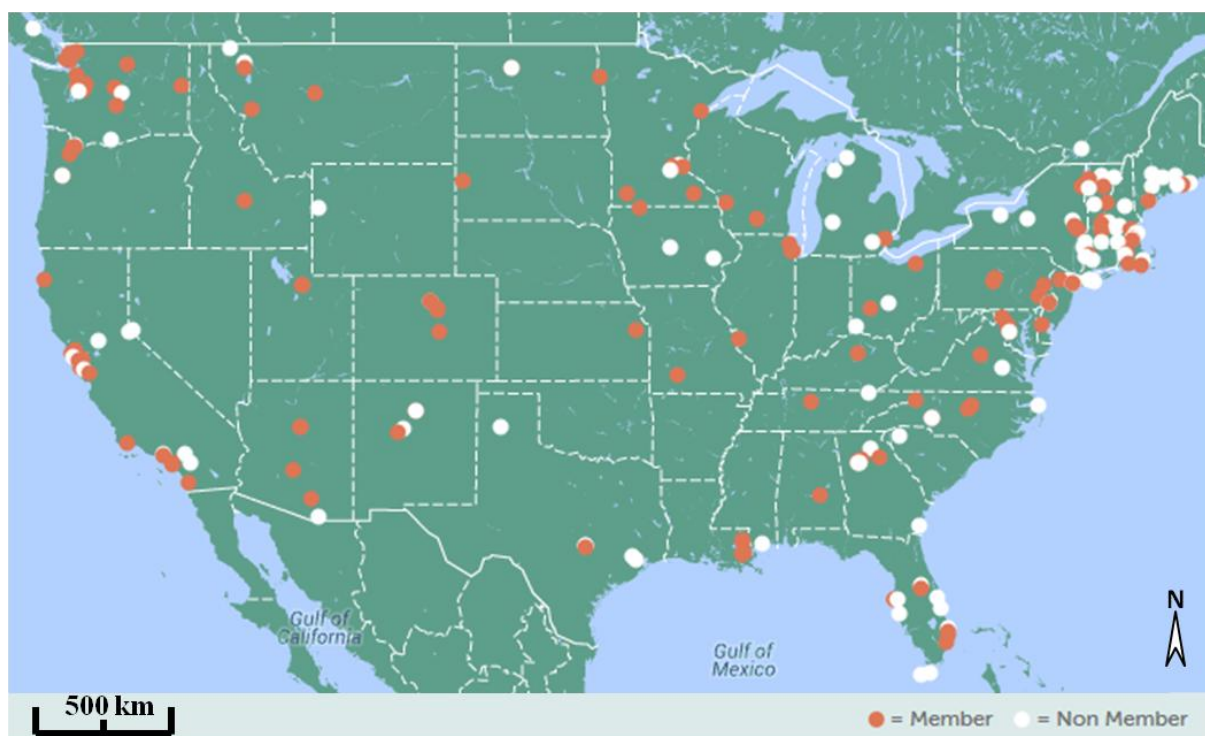 N
Gulf of
California
Gulf of
Mexico
500 km
= Member = Non Member